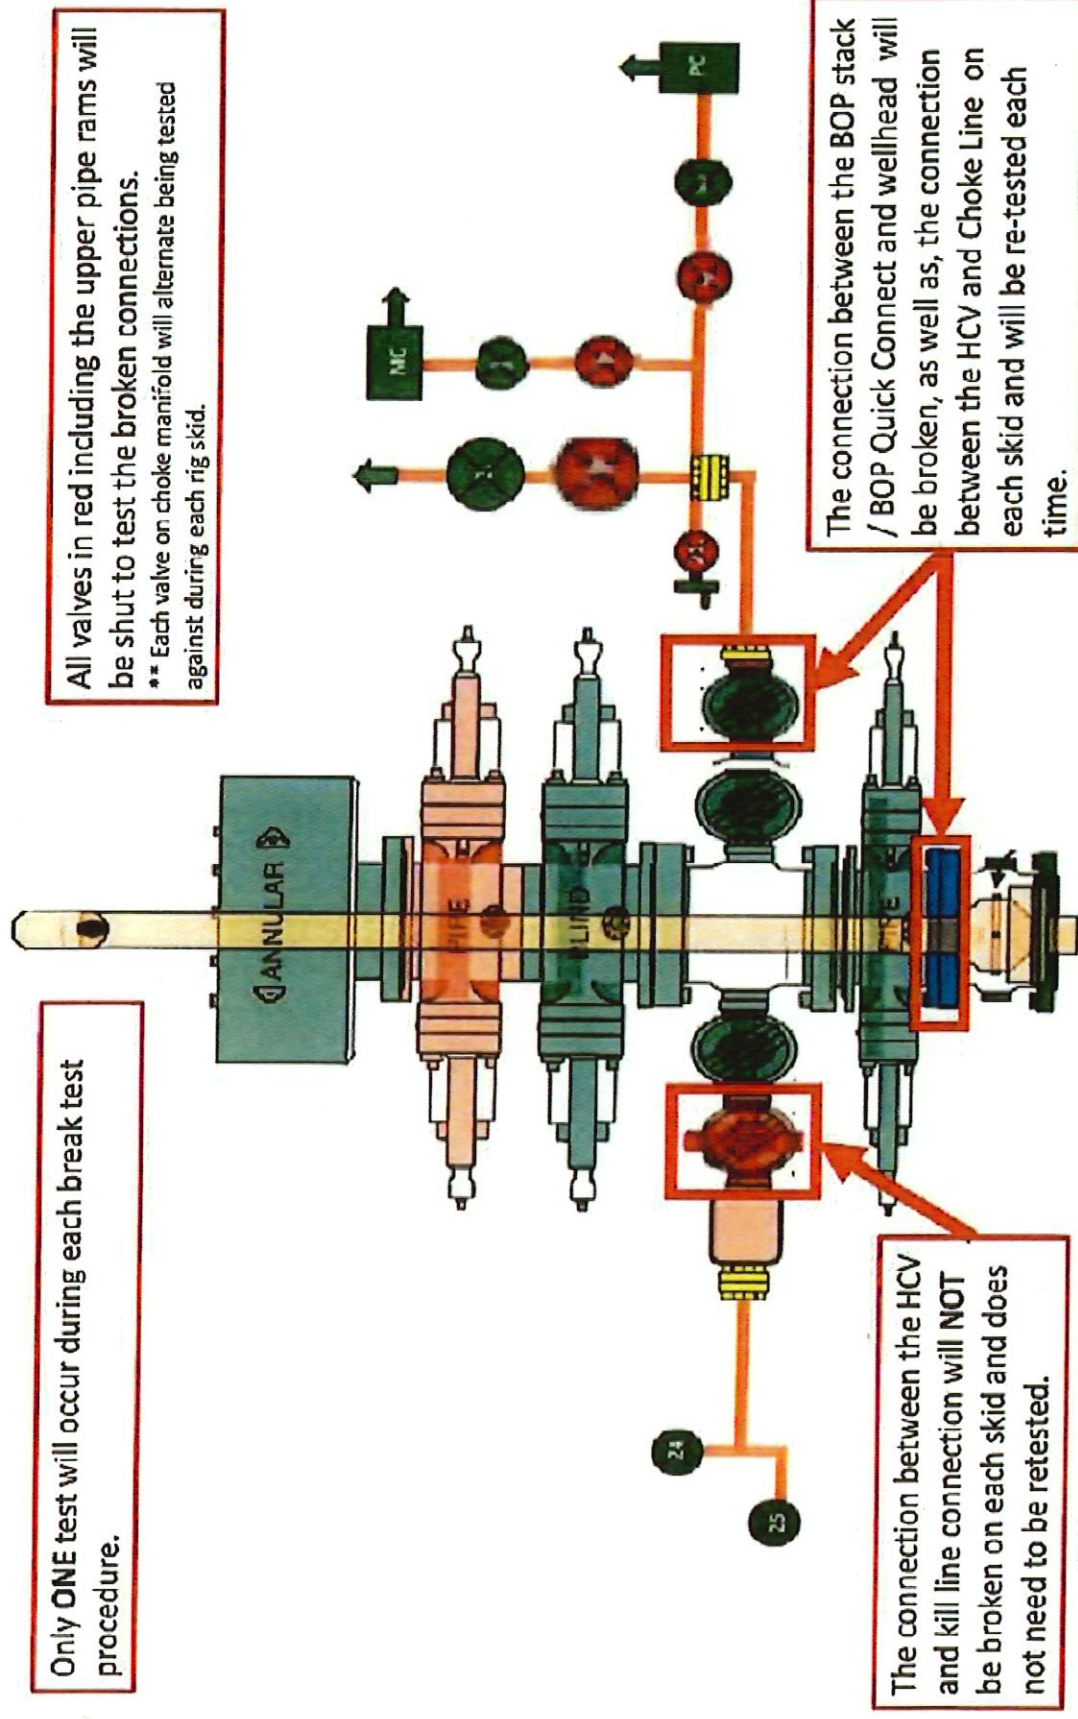 Only ONE test will occur during each break test
procedure.
All valves in red including the upper pipe rams will
be shut to test the broken connections.
** Each valve on choke manifold will alternate being tested
against during each rig skid.
ANNULAR
PIPE
BLIND
PIPE
MC
PC
24
25
The connection between the HCV
and kill line connection will NOT
be broken on each skid and does
not need to be retested.
The connection between the BOP stack
/ BOP Quick Connect and wellhead will
be broken, as well as, the connection
between the HCV and Choke Line on
each skid and will be re-tested each
time.